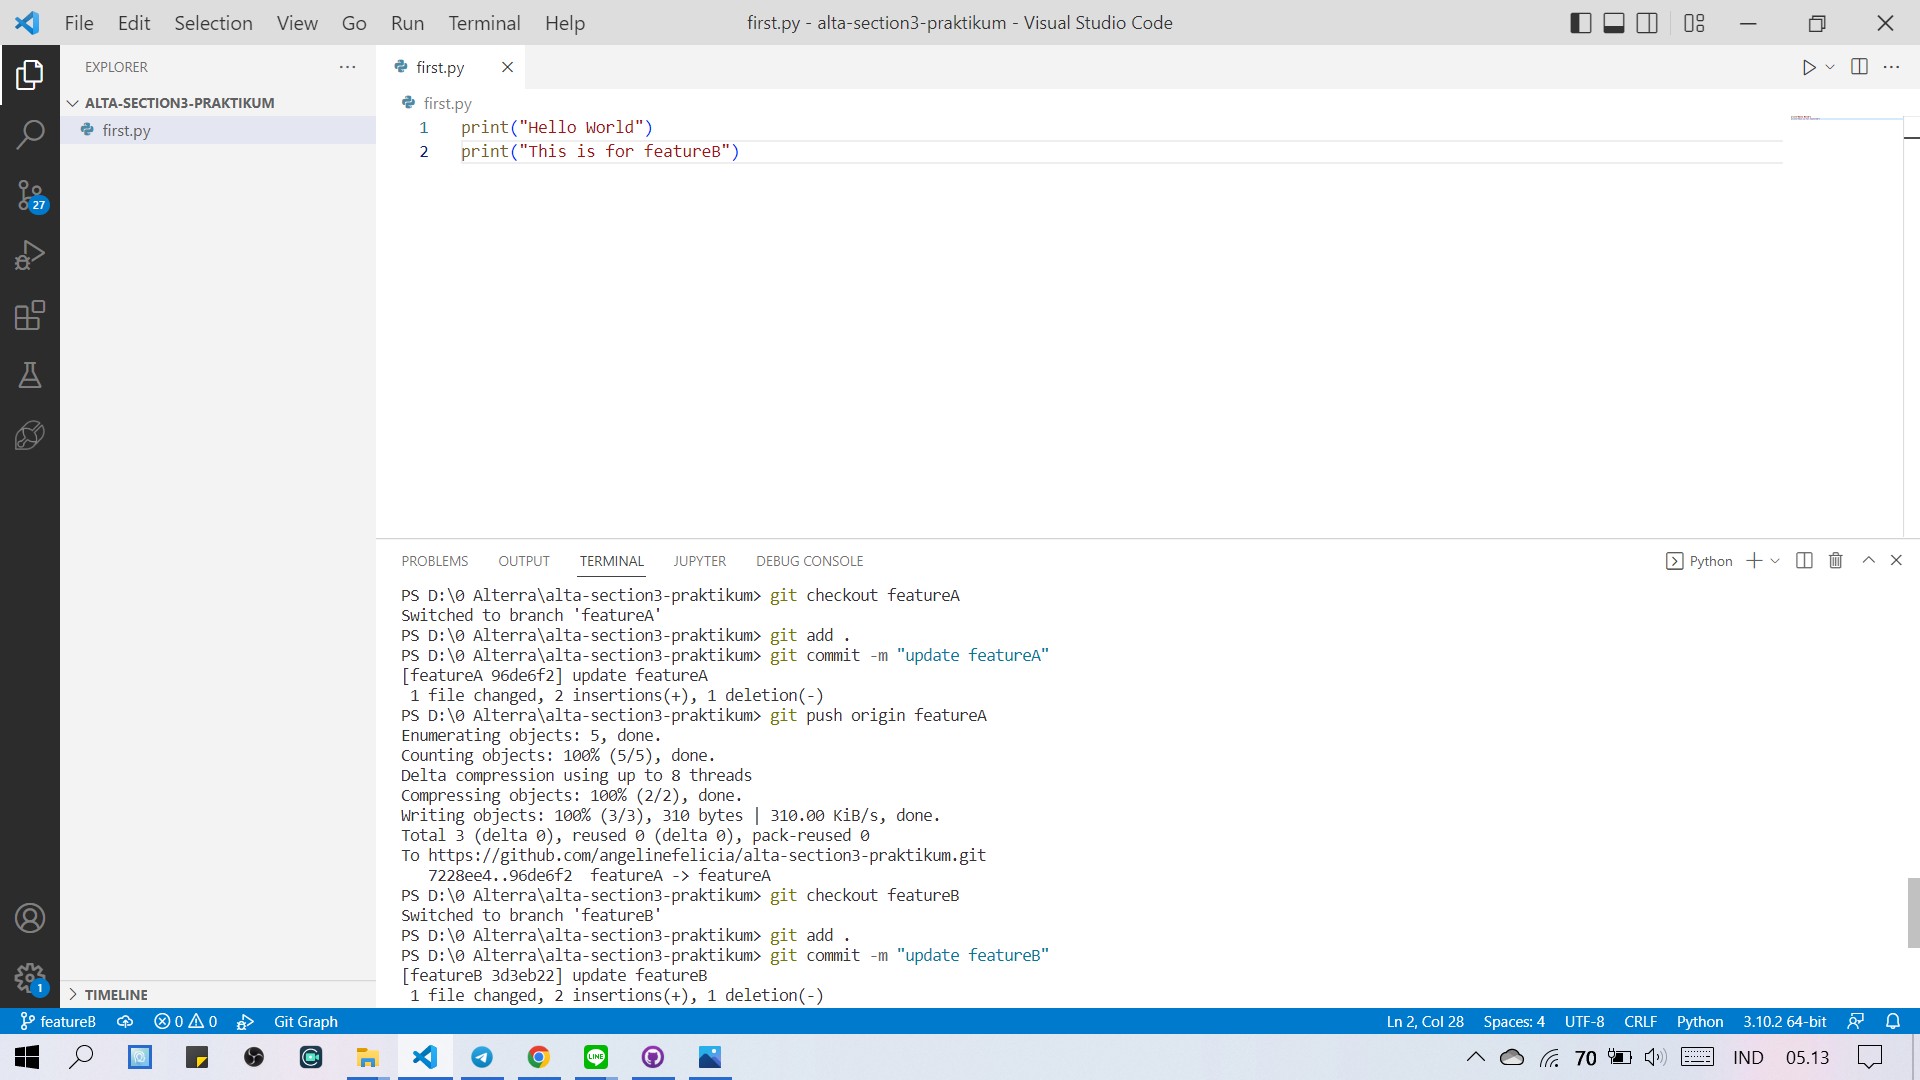 File Edit Selection View Go Run Terminal Help first.py - alta-section3-praktikum - Visual Studio Code
EXPLORER
ALTA-SECTION3-PRAKTIKUM
first.py
27
1
TIMELINE
first.py
first.py
1 print("Hello World")
2 print("This is for featureB")
PROBLEMS OUTPUT TERMINAL JUPYTER DEBUG CONSOLE Python
PS D:\0 Alterra\alta-section3-praktikum> git checkout featureA
Switched to branch 'featureA'
PS D:\0 Alterra\alta-section3-praktikum> git add .
PS D:\0 Alterra\alta-section3-praktikum> git commit -m "update featureA"
[featureA 96de6f2] update featureA
 1 file changed, 2 insertions(+), 1 deletion(-)
PS D:\0 Alterra\alta-section3-praktikum> git push origin featureA
Enumerating objects: 5, done.
Counting objects: 100% (5/5), done.
Delta compression using up to 8 threads
Compressing objects: 100% (2/2), done.
Writing objects: 100% (3/3), 310 bytes | 310.00 KiB/s, done.
Total 3 (delta 0), reused 0 (delta 0), pack-reused 0
To https://github.com/angelinefelicia/alta-section3-praktikum.git
   7228ee4..96de6f2  featureA -> featureA
PS D:\0 Alterra\alta-section3-praktikum> git checkout featureB
Switched to branch 'featureB'
PS D:\0 Alterra\alta-section3-praktikum> git add .
PS D:\0 Alterra\alta-section3-praktikum> git commit -m "update featureB"
[featureB 3d3eb22] update featureB
 1 file changed, 2 insertions(+), 1 deletion(-)
featureB 0 0 Git Graph Ln 2, Col 28 Spaces: 4 UTF-8 CRLF Python 3.10.2 64-bit
LINE 70 IND 05.13